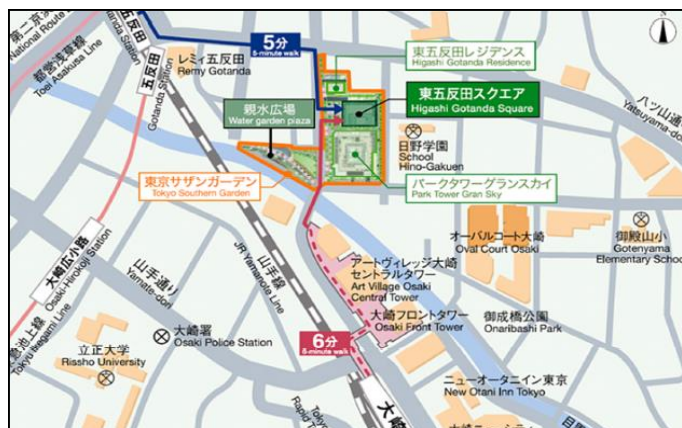 第二京浜
National Route
都営浅草線
Toei Asakusa Line
五反田
Gotanda Station
五反田
Gotanda Station
レミィ五反田
Remy Gotanda
5分
5-minute walk
東五反田レジデンス
Higashi Gotanda Residence
東五反田スクエア
Higashi Gotanda Square
親水広場
Water garden plaza
八ツ山通
Yatsuyama-dori
日野学園
School
Hino-Gakuen
東京サザンガーデン
Tokyo Southern Garden
パークタワーグランスカイ
Park Tower Gran Sky
大崎広小路
Osaki-Hirokoji Station
山手通り
Yamate-dori
山手線
JR Yamanote Line
アートヴィレッジ大崎
セントラルタワー
Art Village Osaki
Central Tower
オーバルコート大崎
Oval Court Osaki
御殿山小
Gotenyama
Elementary School
大崎フロントタワー
Osaki Front Tower
御成橋公園
Onaribashi Park
池上線
Tokyu Ikegami Line
大崎署
Osaki Police Station
立正大学
Rissho University
6分
6-minute walk
ニューオータニイン東京
New Otani Inn Tokyo
大崎